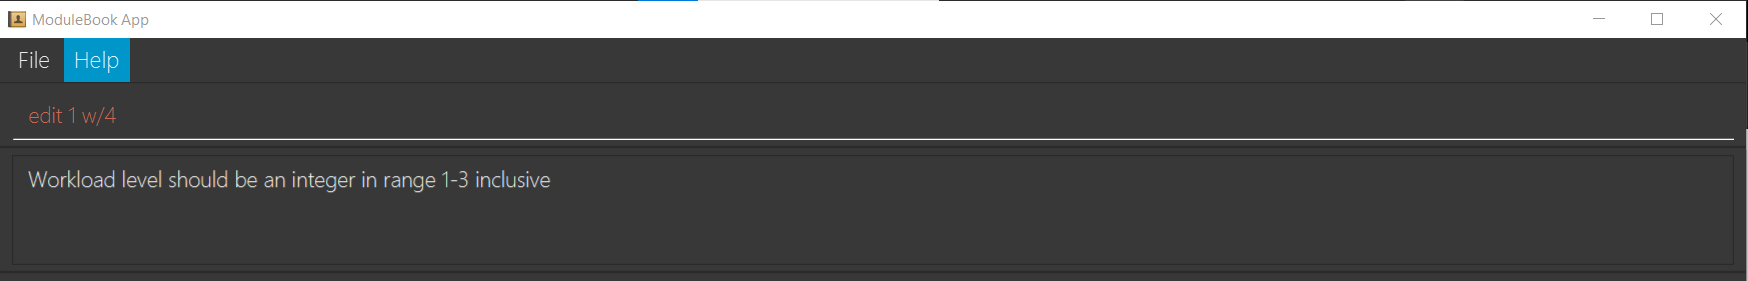 ModuleBook App
File Help
edit 1 w/4
Workload level should be an integer in range 1-3 inclusive